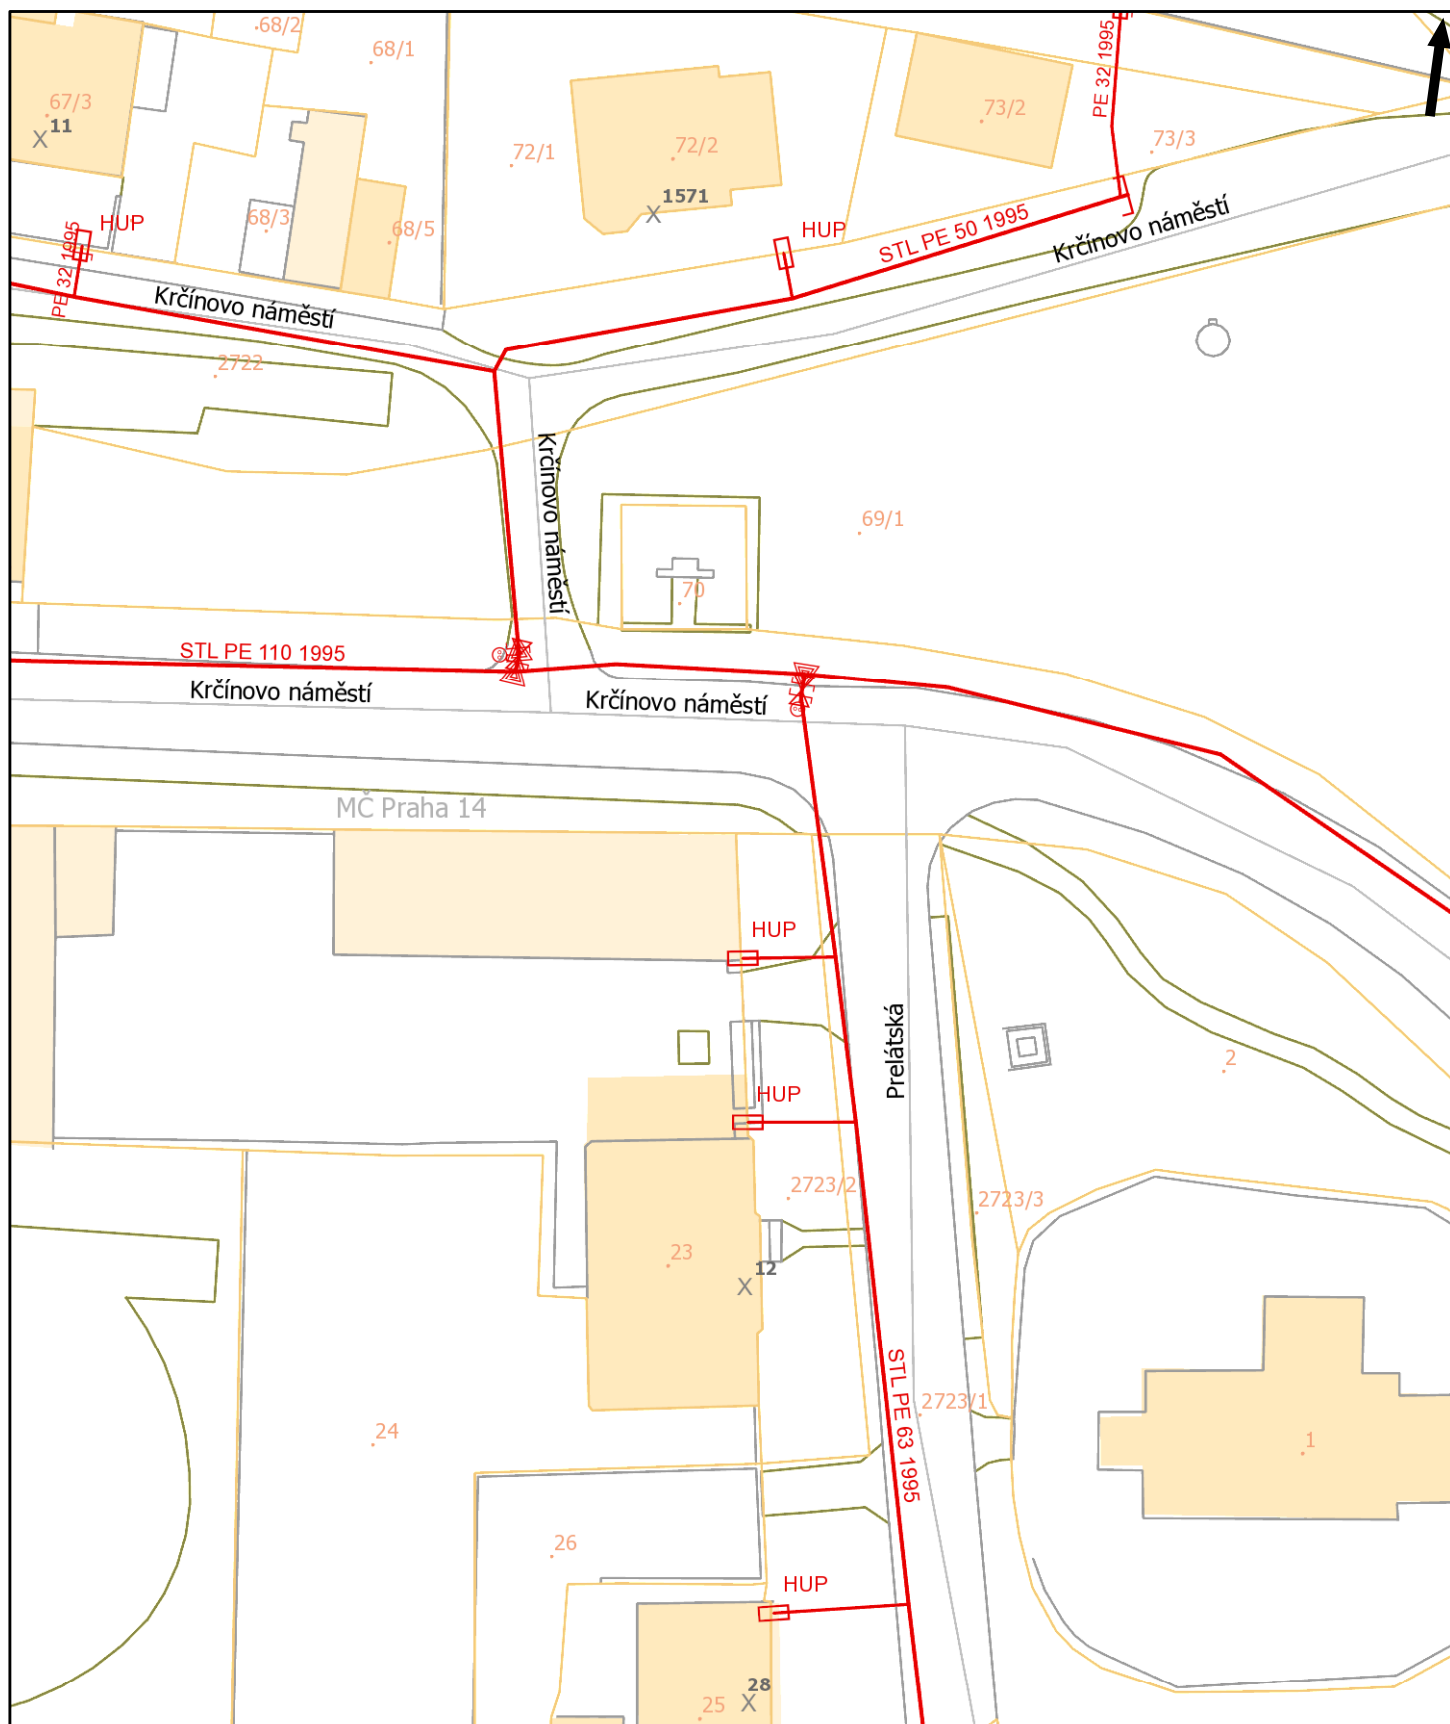 68/2
68/1
PE 32 1995
67/3
11
73/2
73/3
72/1
72/2
1571
68/3
68/5
HUP
PE 32 1995
HUP
STL PE 50 1995
Krčínovo náměstí
Krčínovo náměstí
2722
Krčínovo náměstí
69/1
70
STL PE 110 1995
Krčínovo náměstí
Krčínovo náměstí
MČ Praha 14
HUP
Prelátská
2
HUP
2723/2
2723/3
23
12
STL PE 63 1995
2723/1
24
1
26
HUP
28
25